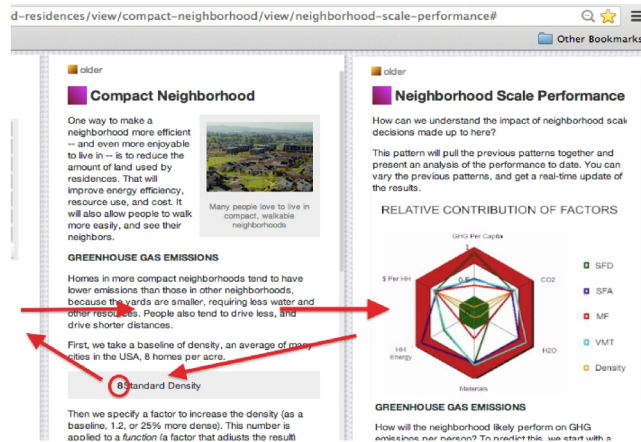 d-residences/view/compact-neighborhood/view/neighborhood-scale-performance#
Other Bookmarks
older
Compact Neighborhood
One way to make a
neighborhood more efficient
-- and even more enjoyable
to live in -- is to reduce the
amount of land used by
residences. That will
improve energy efficiency,
resource use, and cost. It
will also allow people to walk
more easily, and see their
neighbors.
Many people love to live in
compact, walkable
neighborhoods
GREENHOUSE GAS EMISSIONS
Homes in more compact neighborhoods tend to have
lower emissions than those in other neighborhoods,
because the yards are smaller, requiring less water and
other resources. People also tend to drive less, and
drive shorter distances.
First, we take a baseline of density, an average of many
cities in the USA, 8 homes per acre.
8 Standard Density
Then we specify a factor to increase the density (as a
baseline, 1.2, or 25% more dense). This number is
applied to a function (a factor that adjusts the result)
older
Neighborhood Scale Performance
How can we understand the impact of neighborhood scale
decisions made up to here?
This pattern will pull the previous patterns together and
present an analysis of the performance to date. You can
vary the previous patterns, and get a real-time update of
the results.
RELATIVE CONTRIBUTION OF FACTORS
GHG Per Capita
1
$ Per HH
0.5
CO2
HH
Energy
H2O
Materials
SFD
SFA
MF
VMT
Density
GREENHOUSE GAS EMISSIONS
How will the neighborhood likely perform on GHG
emissions per person? To predict this, we start with a